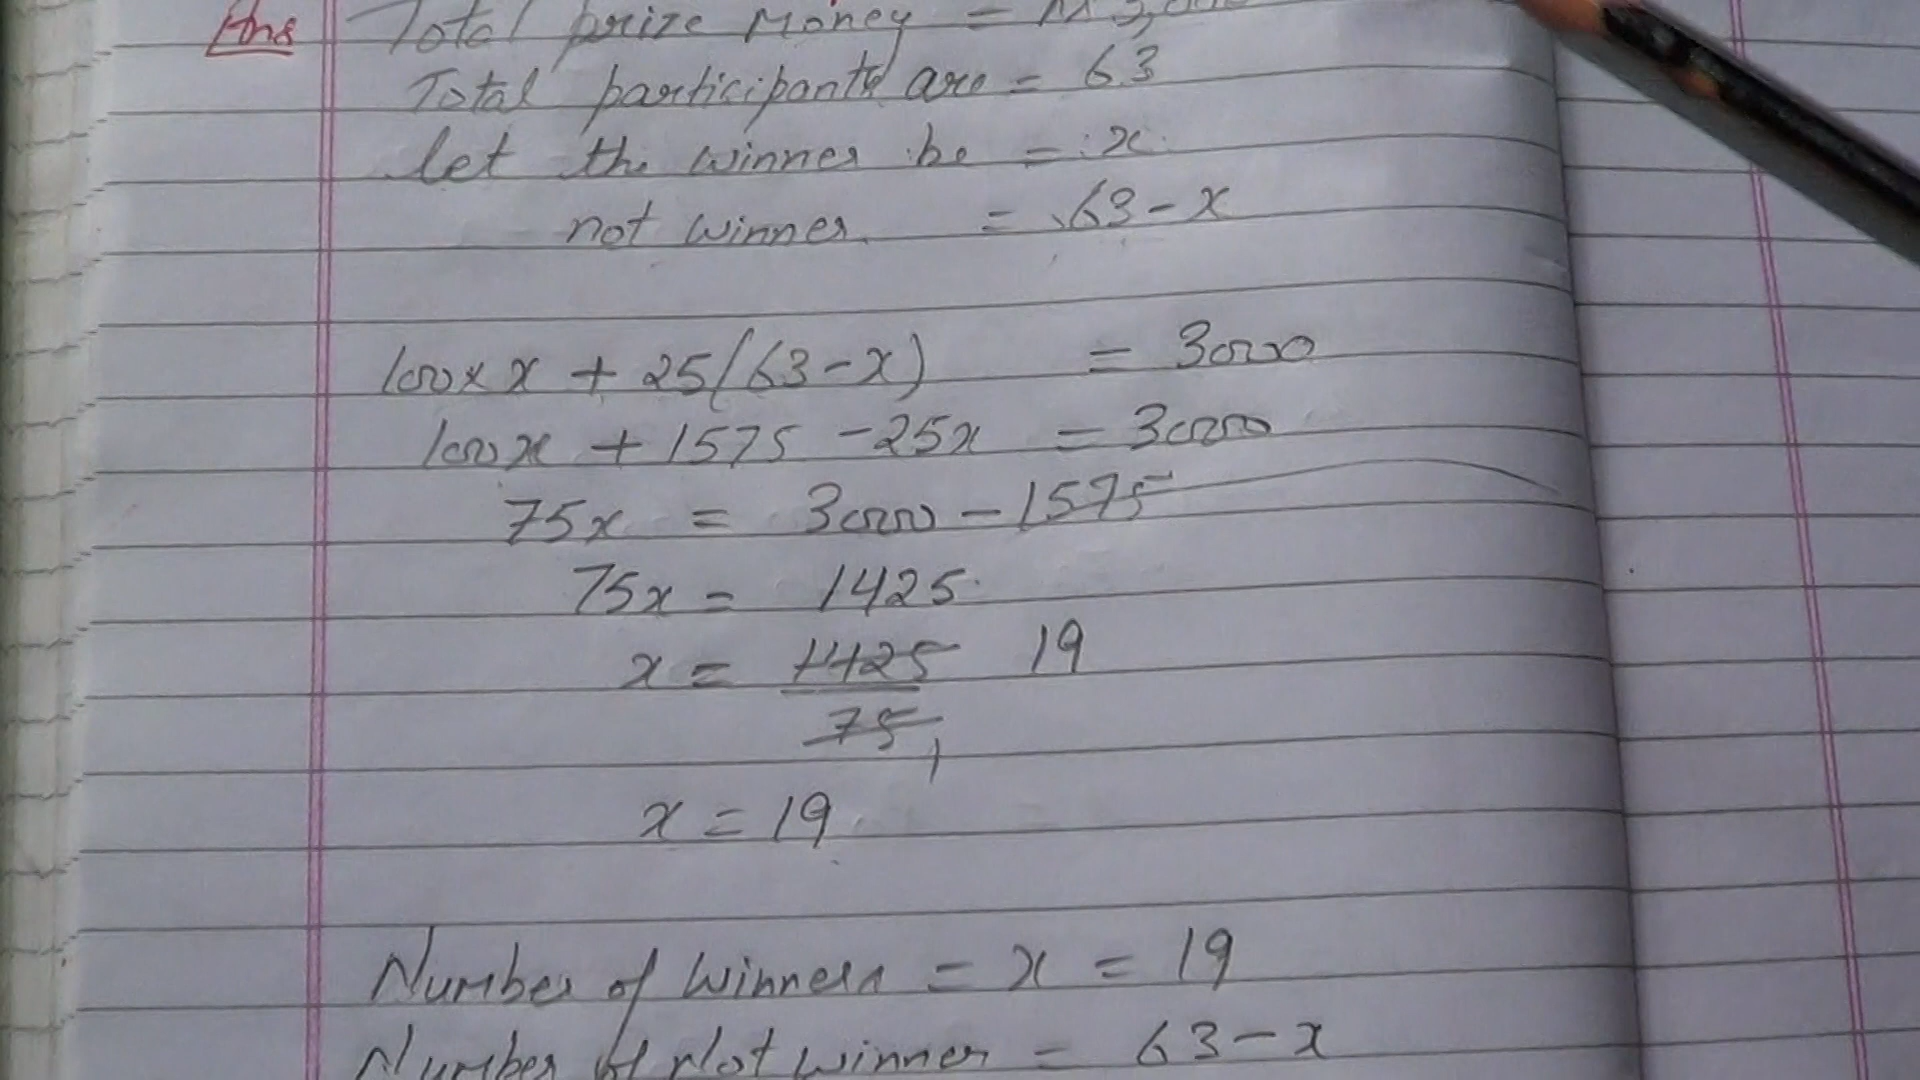 Ans Total prize Money =
Total participants are = 63
let the winner be = x
not winner = 63 - x
100 × x + 25(63 - x) = 3000
100x + 1575 - 25x = 3000
75x = 3000 - 1575
75x = 1425
x = 1425 19
75 1
x = 19
Number of winners = x = 19
Number of Not winner = 63 - x